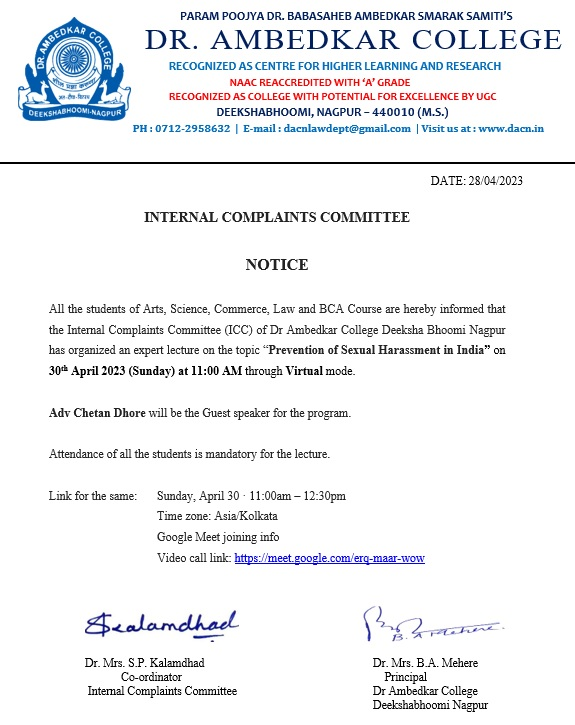 PARAM POOJYA DR. BABASAHEB AMBEDKAR SMARAK SAMITI'S
DR. AMBEDKAR COLLEGE
RECOGNIZED AS CENTRE FOR HIGHER LEARNING AND RESEARCH
NAAC REACCREDITED WITH 'A' GRADE
RECOGNIZED AS COLLEGE WITH POTENTIAL FOR EXCELLENCE BY UGC
DEEKSHABHOOMI, NAGPUR – 440010 (M.S.)
PH : 0712-2958632 | E-mail : dacnlawdept@gmail.com | Visit us at : www.dacn.in
DR. AMBEDKAR COLLEGE
DEEKSHABHOOMI-NAGPUR
DATE: 28/04/2023
INTERNAL COMPLAINTS COMMITTEE
NOTICE
All the students of Arts, Science, Commerce, Law and BCA Course are hereby informed that
the Internal Complaints Committee (ICC) of Dr Ambedkar College Deeksha Bhoomi Nagpur
has organized an expert lecture on the topic “Prevention of Sexual Harassment in India” on
30th April 2023 (Sunday) at 11:00 AM through Virtual mode.
Adv Chetan Dhore will be the Guest speaker for the program.
Attendance of all the students is mandatory for the lecture.
Link for the same: Sunday, April 30 · 11:00am – 12:30pm
Time zone: Asia/Kolkata
Google Meet joining info
Video call link: https://meet.google.com/erq-maar-wow
Skalamdhad
B. A. Mehere
Dr. Mrs. S.P. Kalamdhad
Co-ordinator
Internal Complaints Committee
Dr. Mrs. B.A. Mehere
Principal
Dr Ambedkar College
Deekshabhoomi Nagpur